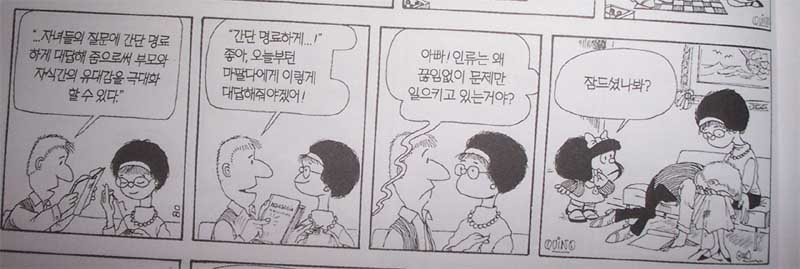 "...자녀들의 질문에 간단 명료
하게 대답해 줌으로써 부모와
자식간의 유대감을 극대화
할 수 있다."
"간단 명료하게...!"
좋아, 오늘부턴
마팔다에게 이렇게
대답해줘야겠어!
아빠! 인류는 왜
끊임없이 문제만
일으키고 있는거야?
잠드셨나봐?
QUINO